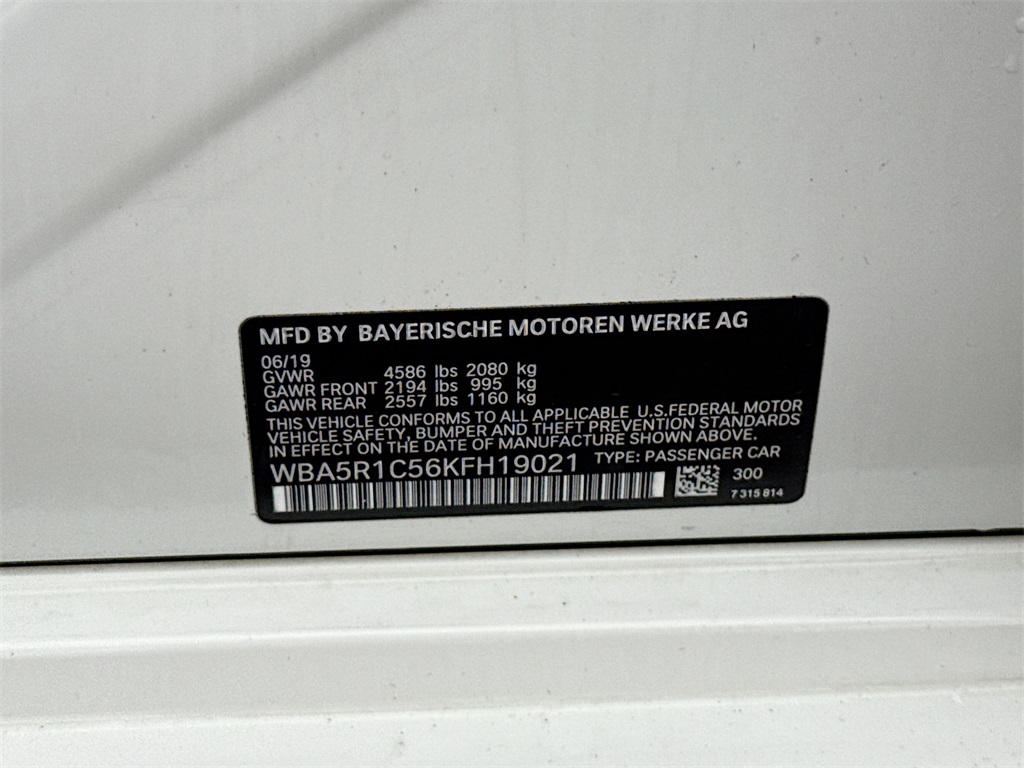 MFD BY BAYERISCHE MOTOREN WERKE AG
06/19
GVWR 4586 lbs 2080 kg
GAWR FRONT 2194 lbs 995 kg
GAWR REAR 2557 lbs 1160 kg
THIS VEHICLE CONFORMS TO ALL APPLICABLE U.S.FEDERAL MOTOR
VEHICLE SAFETY, BUMPER AND THEFT PREVENTION STANDARDS
IN EFFECT ON THE DATE OF MANUFACTURE SHOWN ABOVE.
WBA5R1C56KFH19021 TYPE: PASSENGER CAR
300
7 315 814